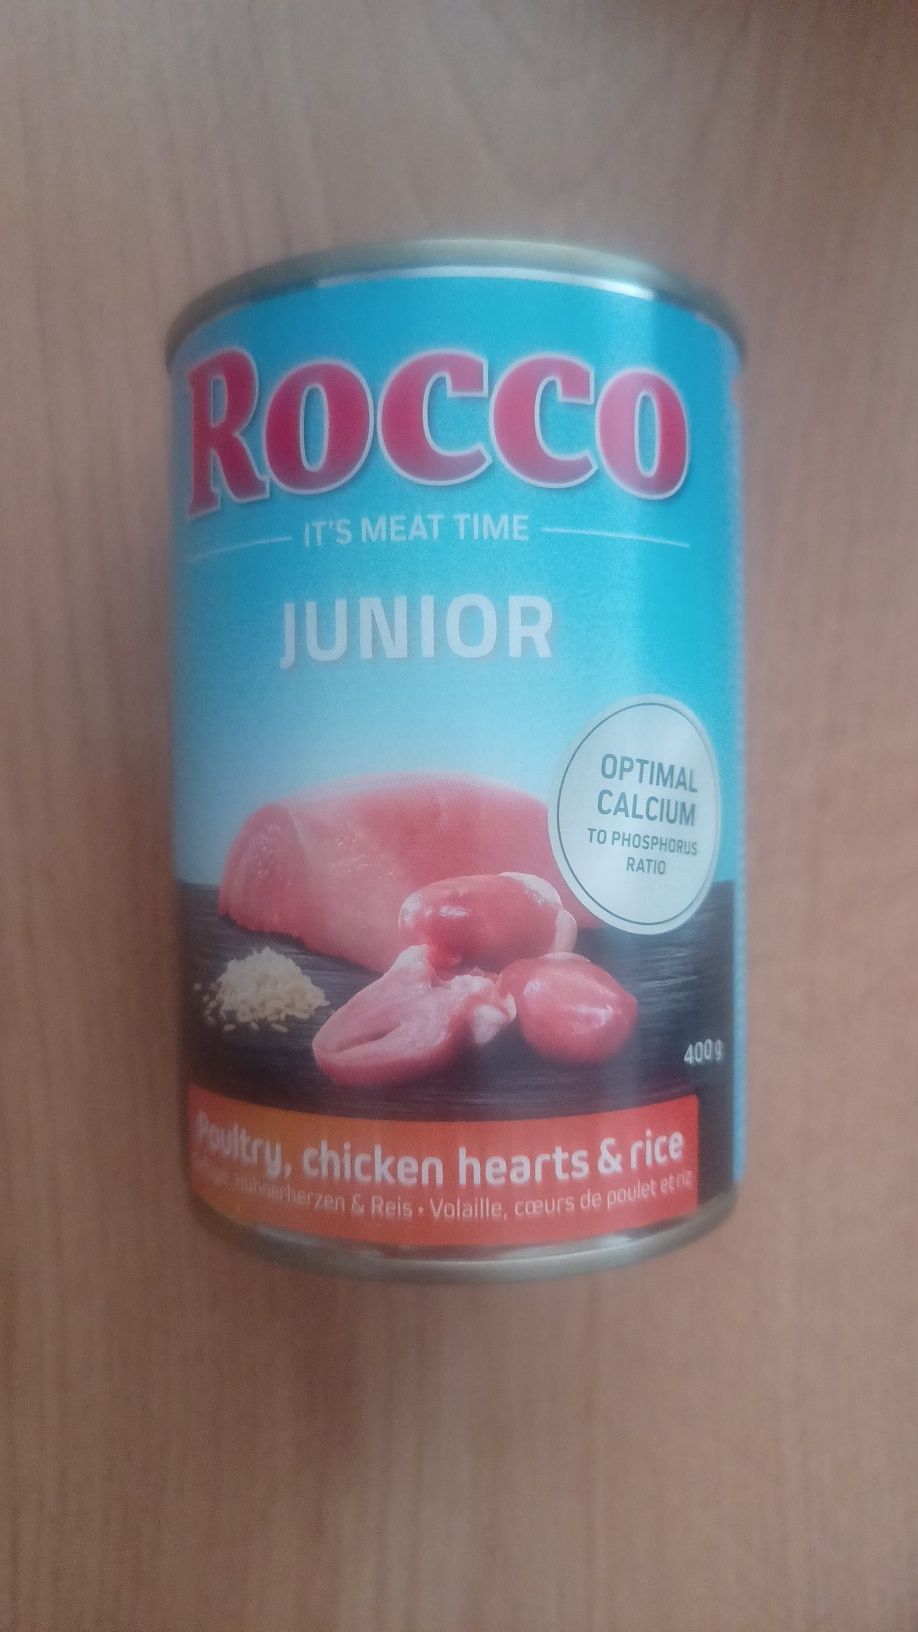 ROCCO
IT'S MEAT TIME
JUNIOR
OPTIMAL
CALCIUM
TO PHOSPHORUS
RATIO
400g
Poultry, chicken hearts & rice
Hühnerherzen & Reis • Volaille, cœurs de poulet et riz